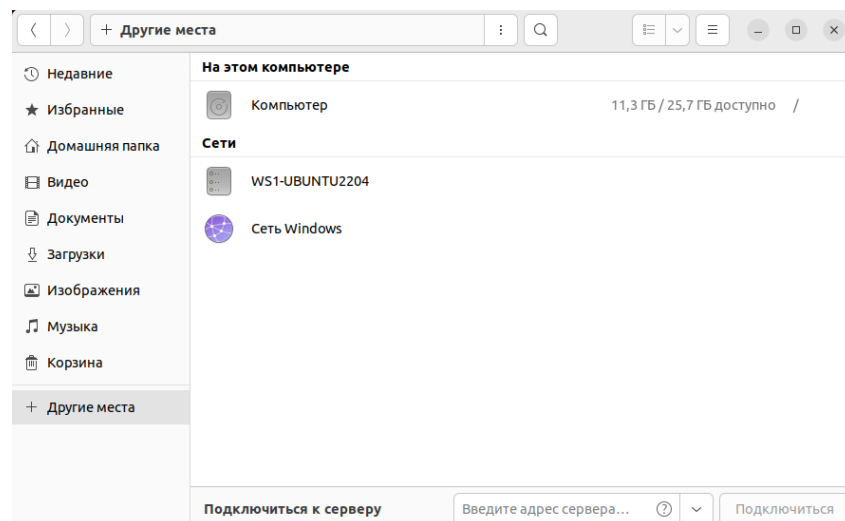 Другие места
Недавние
Избранные
Домашняя папка
Видео
Документы
Загрузки
Изображения
Музыка
Корзина
Другие места
На этом компьютере
Компьютер 11,3 ГБ / 25,7 ГБ доступно /
Сети
WS1-UBUNTU2204
Сеть Windows
Подключиться к серверу Введите адрес сервера... ? Подключиться